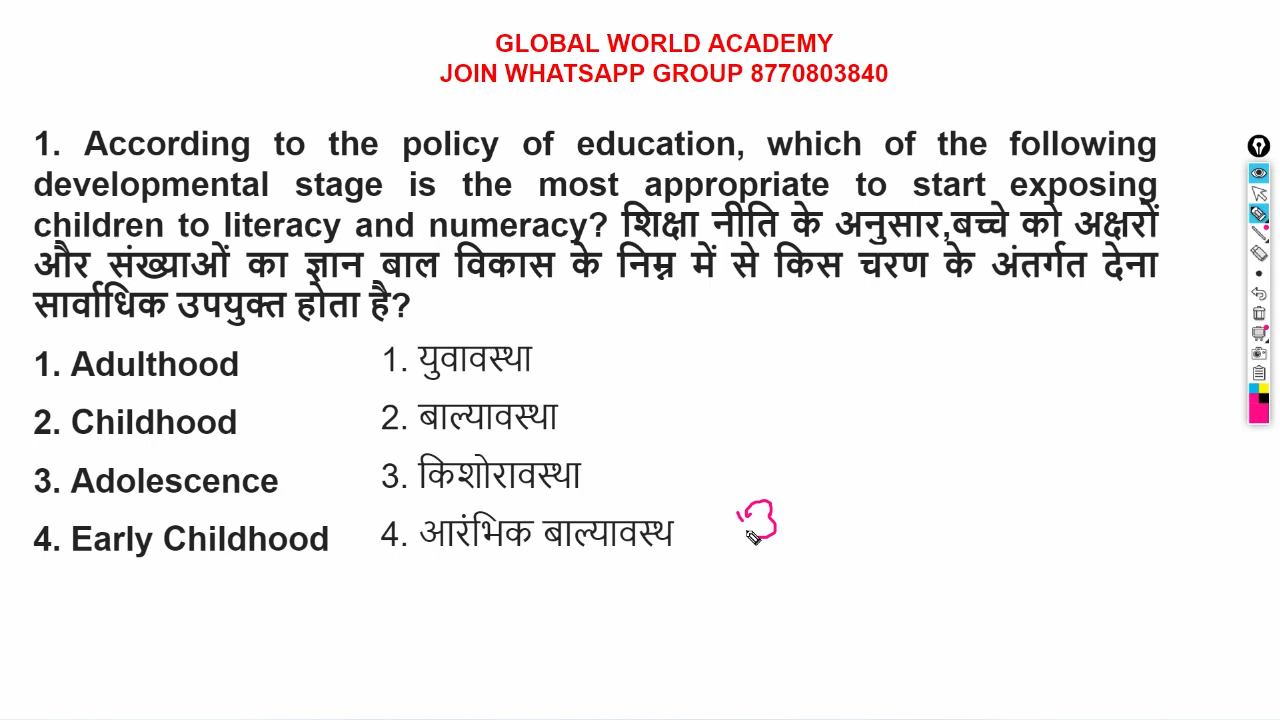 GLOBAL WORLD ACADEMY
JOIN WHATSAPP GROUP 8770803840
1. According to the policy of education, which of the following
developmental stage is the most appropriate to start exposing
children to literacy and numeracy? शिक्षा नीति के अनुसार,बच्चे को अक्षरों
और संख्याओं का ज्ञान बाल विकास के निम्न में से किस चरण के अंतर्गत देना
सार्वाधिक उपयुक्त होता है?
1. Adulthood 1. युवावस्था
2. Childhood 2. बाल्यावस्था
3. Adolescence 3. किशोरावस्था
4. Early Childhood 4. आरंभिक बाल्यावस्थ